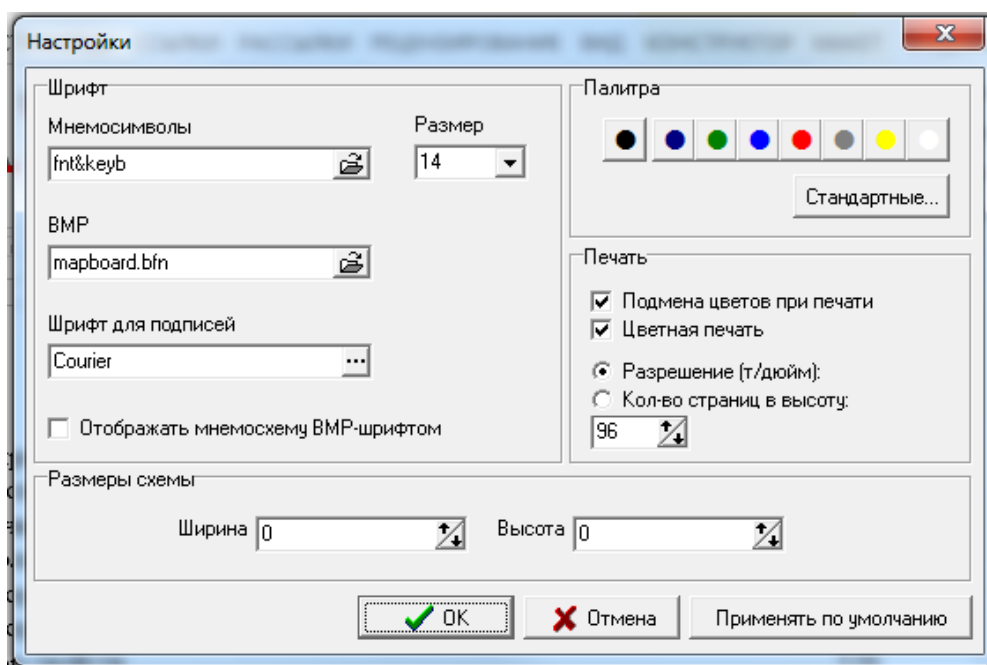 Настройки
Шрифт
Мнемосимволы
Размер
fnt&keyb
14
BMP
mapboard.bfn
Шрифт для подписей
Courier
...
Отображать мнемосхему BMP-шрифтом
Палитра
Стандартные...
Печать
Подмена цветов при печати
Цветная печать
Разрешение (т/дюйм):
Кол-во страниц в высоту:
96
Размеры схемы
Ширина 0
Высота 0
OK
Отмена
Применять по умолчанию